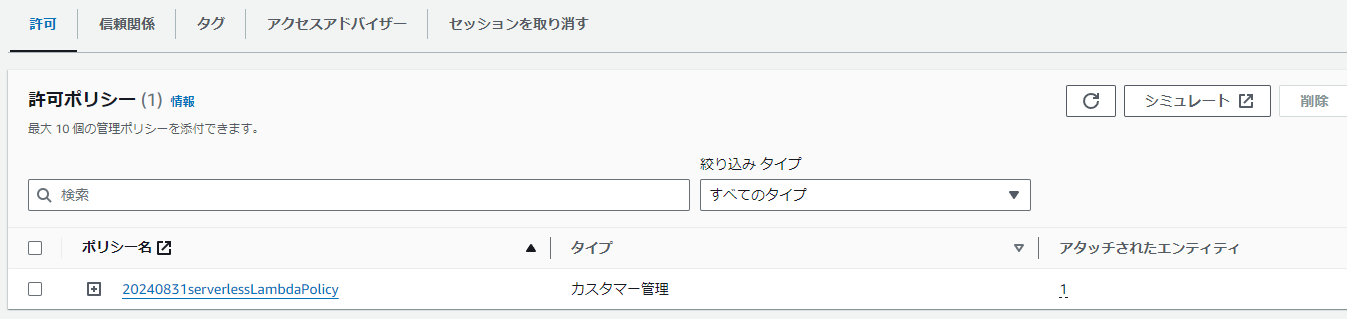 許可 信頼関係 タグ アクセスアドバイザー セッションを取り消す
許可ポリシー (1) 情報
シミュレート 削除
最大 10 個の管理ポリシーを添付できます。
絞り込み タイプ
検索 すべてのタイプ
ポリシー名 タイプ アタッチされたエンティティ
20240831serverlessLambdaPolicy カスタマー管理 1